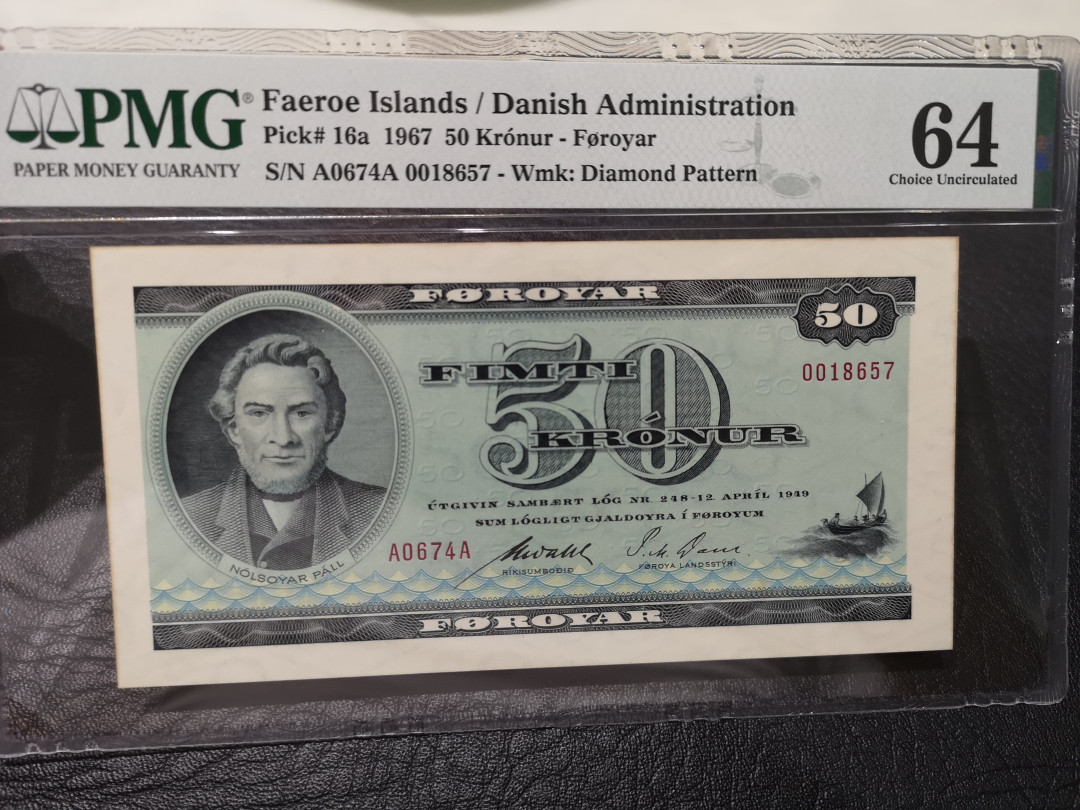 PMG®
PAPER MONEY GUARANTY
Faeroe Islands / Danish Administration
Pick# 16a 1967 50 Krónur - Føroyar
S/N A0674A 0018657 - Wmk: Diamond Pattern
64
Choice Uncirculated
FØROYAR
50
0018657
FIMTI
50
KRÓNUR
ÚTGIVIN SAMBÆRT LÓG NR. 248-12. APRÍL 1949
SUM LÓGLIGT GJALDOYRA Í FØROYUM
A0674A
RÍKISUMBOÐIÐ
FØROYA LANDSSTÝRI
NÓLSOYAR PÁLL
FØROYAR